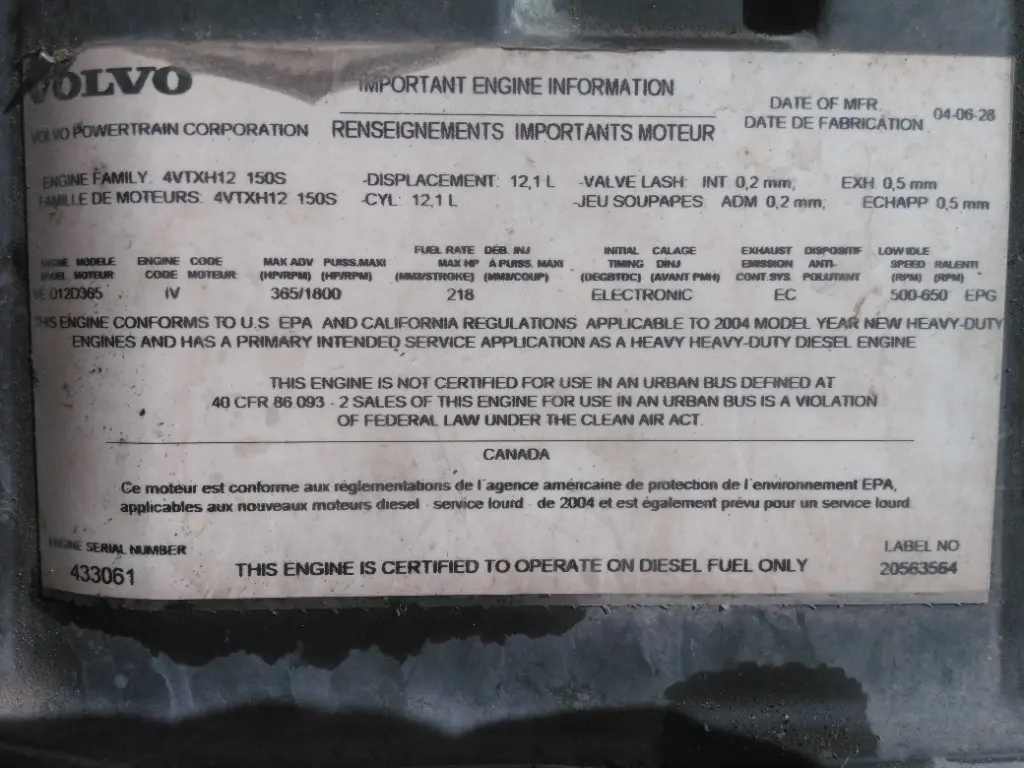 VOLVO
IMPORTANT ENGINE INFORMATION
DATE OF MFR. 04-06-28
VOLVO POWERTRAIN CORPORATION
RENSEIGNEMENTS IMPORTANTS MOTEUR
DATE DE FABRICATION
ENGINE FAMILY: 4VTXH12 150S -DISPLACEMENT: 12,1 L -VALVE LASH: INT 0,2 mm, EXH. 0,5 mm
FAMILLE DE MOTEURS: 4VTXH12 150S -CYL: 12,1 L -JEU SOUPAPES ADM 0,2 mm, ECHAPP 0,5 mm
FUEL RATE DÉB. INJ INITIAL CALAGE EXHAUST DISPOSITIF LOW IDLE
ENGINE MODELE ENGINE CODE MAX ADV PUISS.MAXI MAX HP À PUISS. MAXI TIMING D'INJ EMISSION ANTI- SPEED RALENTI
MODEL MOTEUR CODE MOTEUR (HP/RPM) (HP/RPM) (MM3/STROKE) (MM3/COUP) (DEGBTDC) (AVANT PMH) CONT.SYS. POLLUTANT (RPM) (RPM)
VE D12D365 IV 365/1800 218 ELECTRONIC EC 500-650 EPG
THIS ENGINE CONFORMS TO U.S EPA AND CALIFORNIA REGULATIONS APPLICABLE TO 2004 MODEL YEAR NEW HEAVY-DUTY
ENGINES AND HAS A PRIMARY INTENDED SERVICE APPLICATION AS A HEAVY HEAVY-DUTY DIESEL ENGINE
THIS ENGINE IS NOT CERTIFIED FOR USE IN AN URBAN BUS DEFINED AT
40 CFR 86 093 - 2 SALES OF THIS ENGINE FOR USE IN AN URBAN BUS IS A VIOLATION
OF FEDERAL LAW UNDER THE CLEAN AIR ACT.
CANADA
Ce moteur est conforme aux réglementations de l'agence américaine de protection de l'environnement EPA,
applicables aux nouveaux moteurs diesel - service lourd - de 2004 et est également prévu pour un service lourd.
ENGINE SERIAL NUMBER
433061
THIS ENGINE IS CERTIFIED TO OPERATE ON DIESEL FUEL ONLY
LABEL NO
20563564